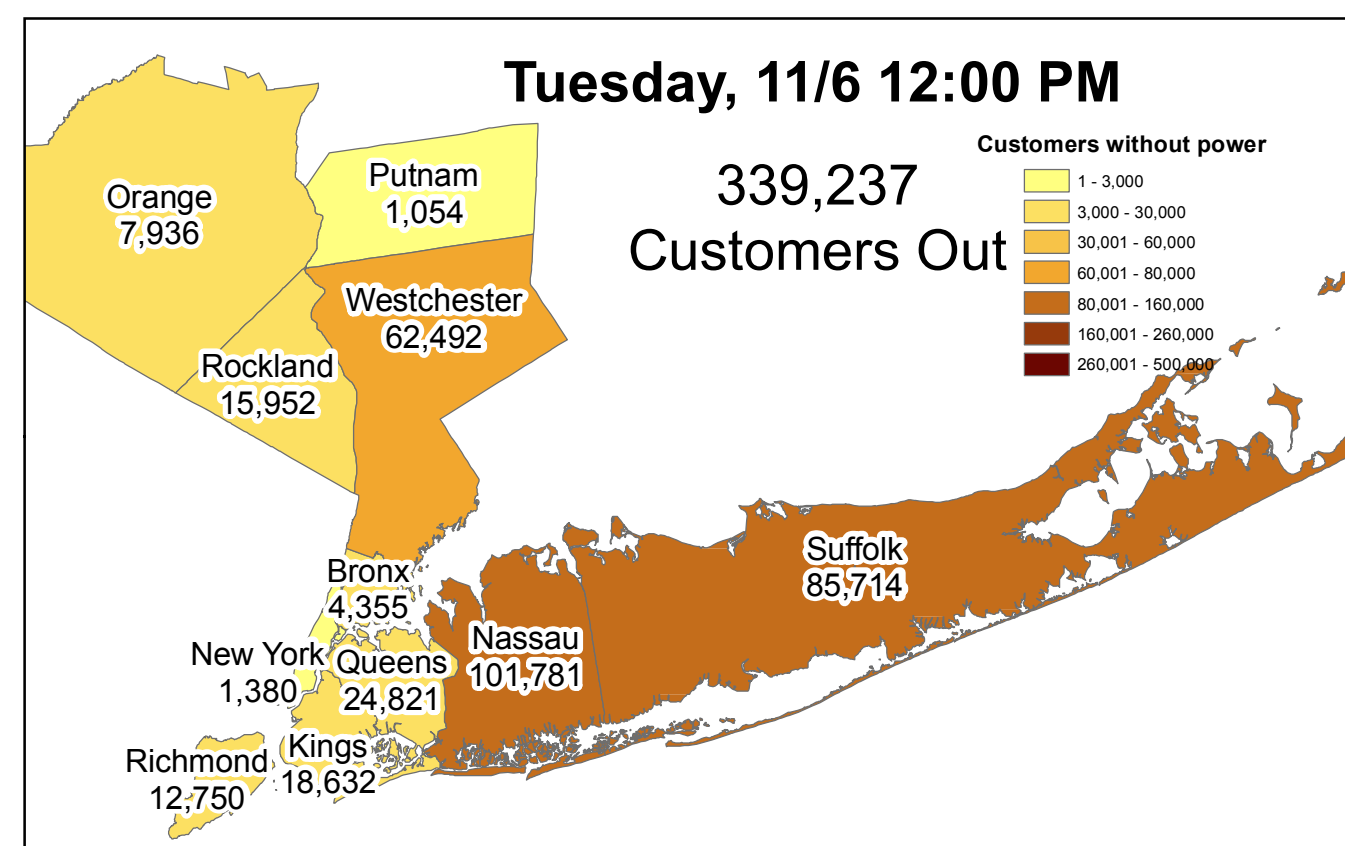 Tuesday, 11/6 12:00 PM
339,237
Customers Out
Customers without power
1 - 3,000
3,000 - 30,000
30,001 - 60,000
60,001 - 80,000
80,001 - 160,000
160,001 - 260,000
260,001 - 500,000
Orange
7,936
Putnam
1,054
Westchester
62,492
Rockland
15,952
Suffolk
85,714
Bronx
4,355
Nassau
101,781
New York
1,380
Queens
24,821
Kings
18,632
Richmond
12,750